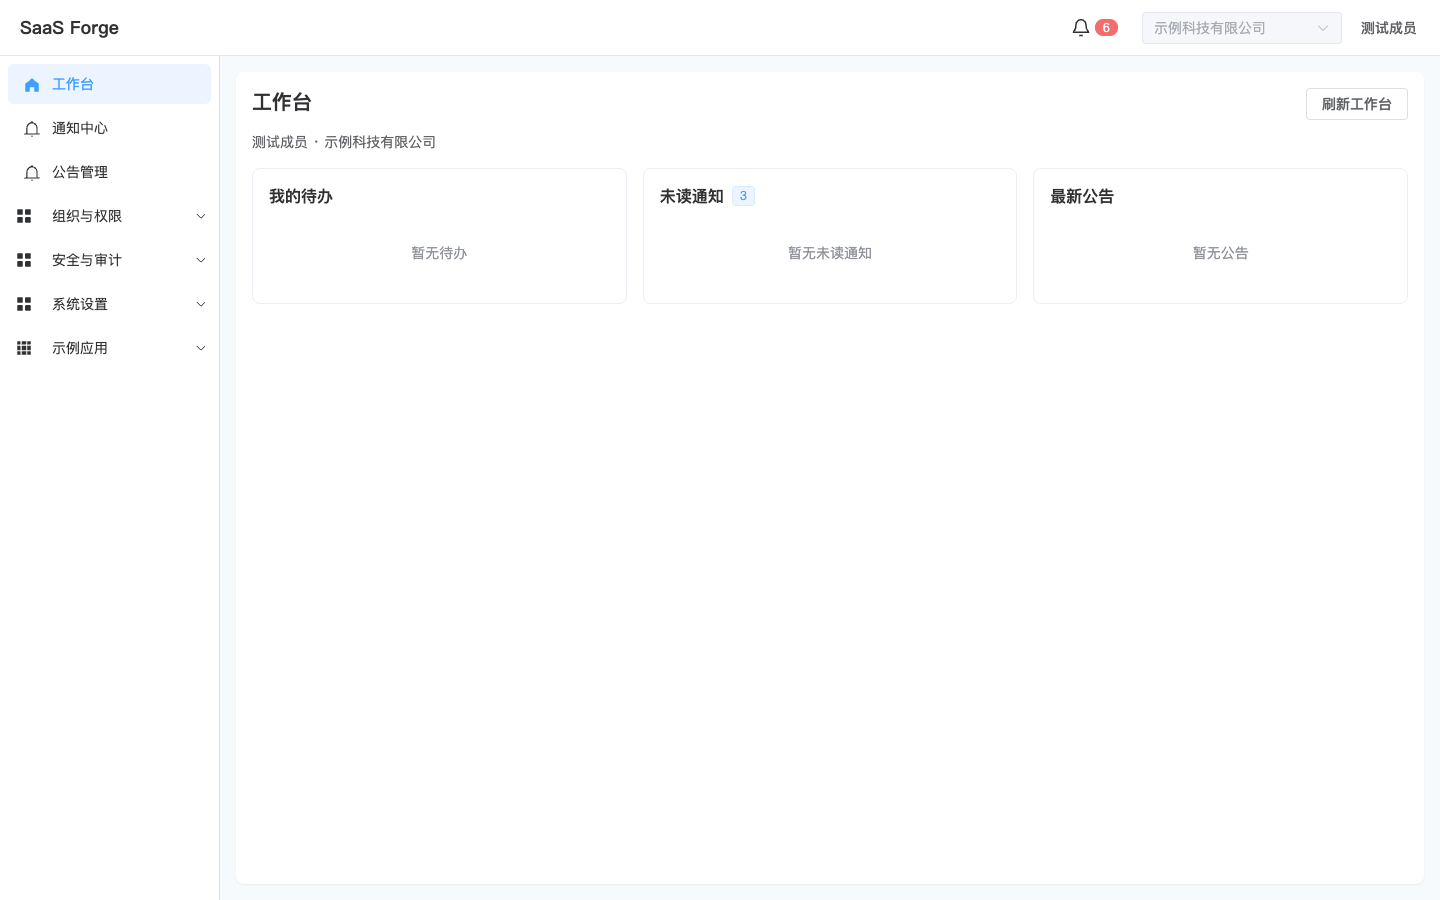 SaaS Forge
6
示例科技有限公司
测试成员
工作台
通知中心
公告管理
组织与权限
安全与审计
系统设置
示例应用
工作台
刷新工作台
测试成员 · 示例科技有限公司
我的待办
暂无待办
未读通知 3
暂无未读通知
最新公告
暂无公告